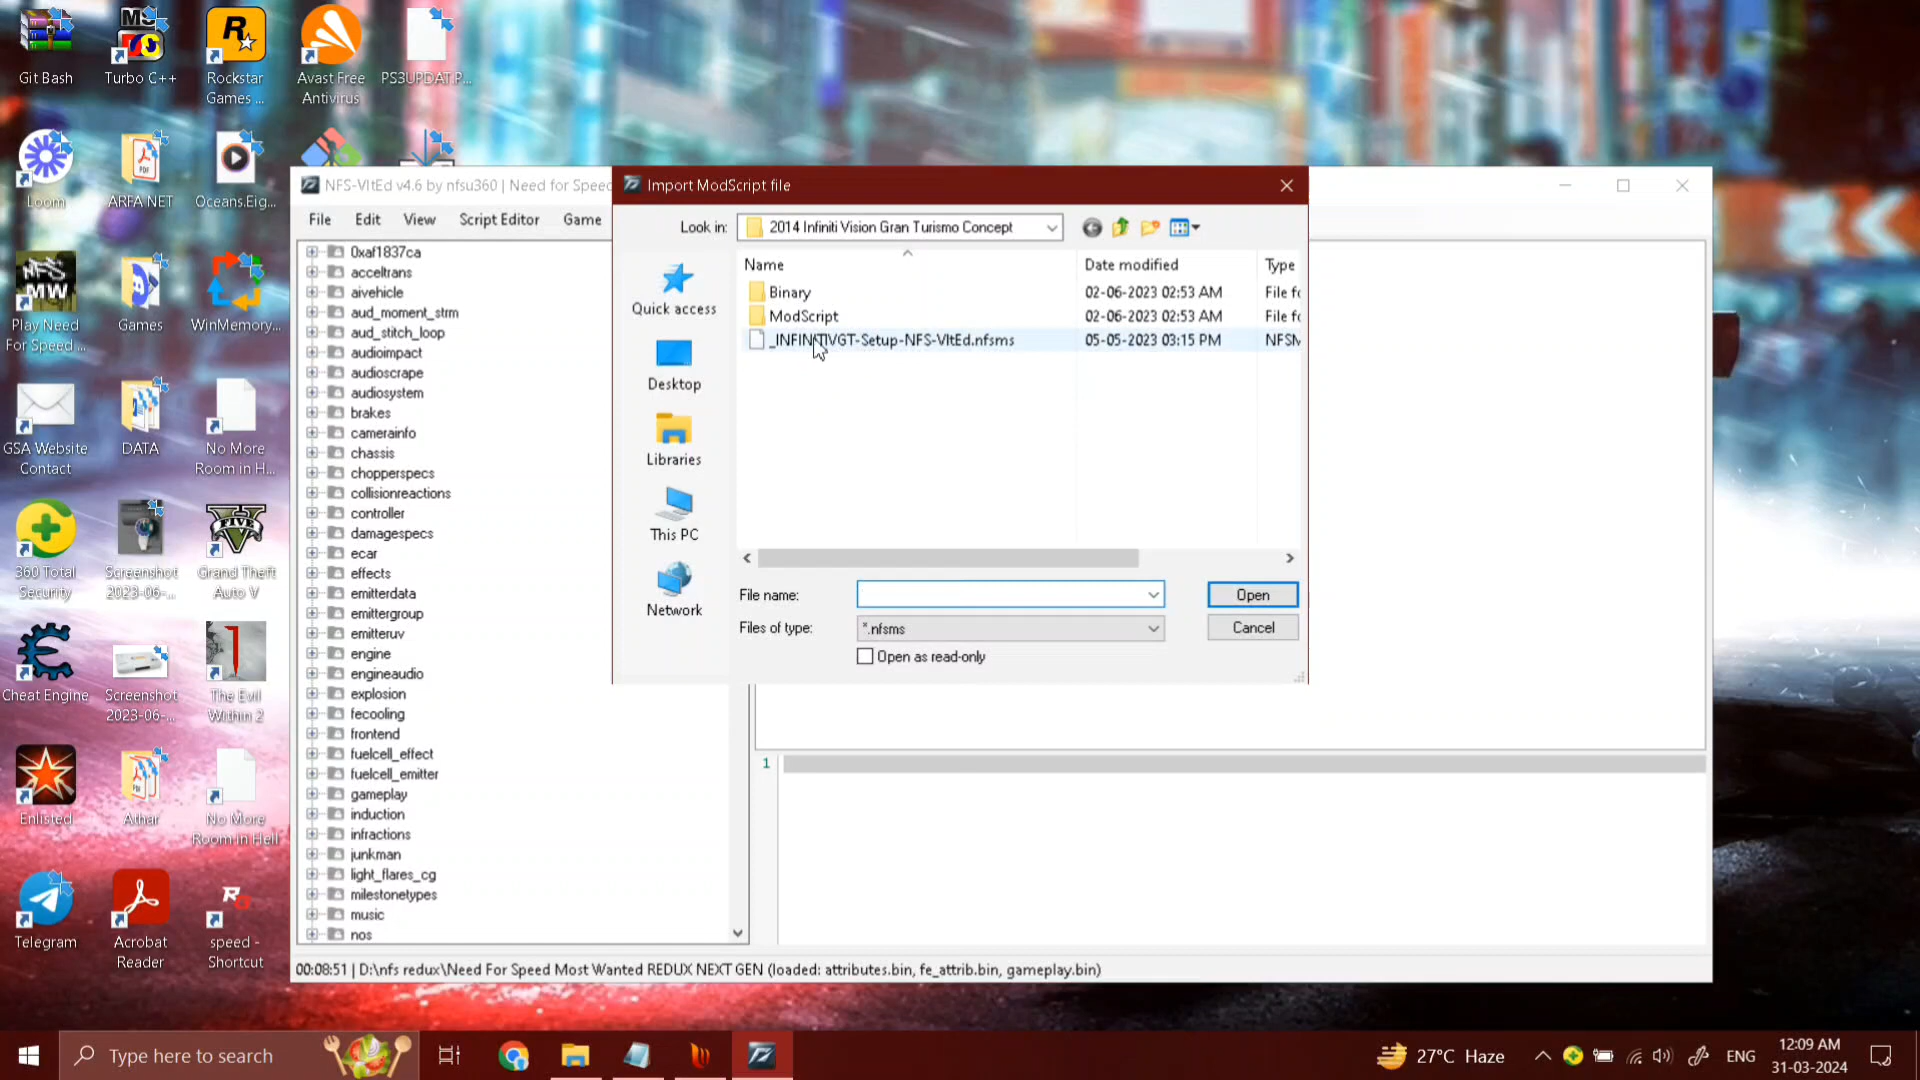 Git Bash
Turbo C++
Rockstar
Games ...
Avast Free
Antivirus
PS3UPDAT.P...
Loom
ARPA NET
Oceans.Eig...
Play Need
For Speed ...
Games
WinMemory...
GSA Website
Contact
DATA
No More
Room in H...
360 Total
Security
Screenshot
2023-06-...
Grand Theft
Auto V
Cheat Engine
Screenshot
2023-06-...
The Evil
Within 2
Enlisted
Athar
No More
Room in Hell
Telegram
Acrobat
Reader
speed -
Shortcut
NFS-VltEd v4.6 by nfsu360 | Need for Speed
File Edit View Script Editor Game
0xaf1837ca
acceltrans
aivehicle
aud_moment_strm
aud_stitch_loop
audioimpact
audioscrape
audiosystem
brakes
camerainfo
chassis
chopperspecs
collisionreactions
controller
damagespecs
ecar
effects
emitterdata
emittergroup
emitteruv
engine
engineaudio
explosion
fecooling
frontend
fuelcell_effect
fuelcell_emitter
gameplay
induction
infractions
junkman
light_flares_cg
milestonetypes
music
nos
Import ModScript file
Look in: 2014 Infiniti Vision Gran Turismo Concept
Quick access
Desktop
Libraries
This PC
Network
Name Date modified Type
Binary 02-06-2023 02:53 AM File fo
ModScript 02-06-2023 02:53 AM File fo
_INFINITIVGT-Setup-NFS-VltEd.nfsms 05-05-2023 03:15 PM NFSM
File name: Open
Files of type: *.nfsms Cancel
Open as read-only
1
00:08:51 | D:\nfs redux\Need For Speed Most Wanted REDUX NEXT GEN (loaded: attributes.bin, fe_attrib.bin, gameplay.bin)
Type here to search
27°C Haze
ENG
12:09 AM
31-03-2024